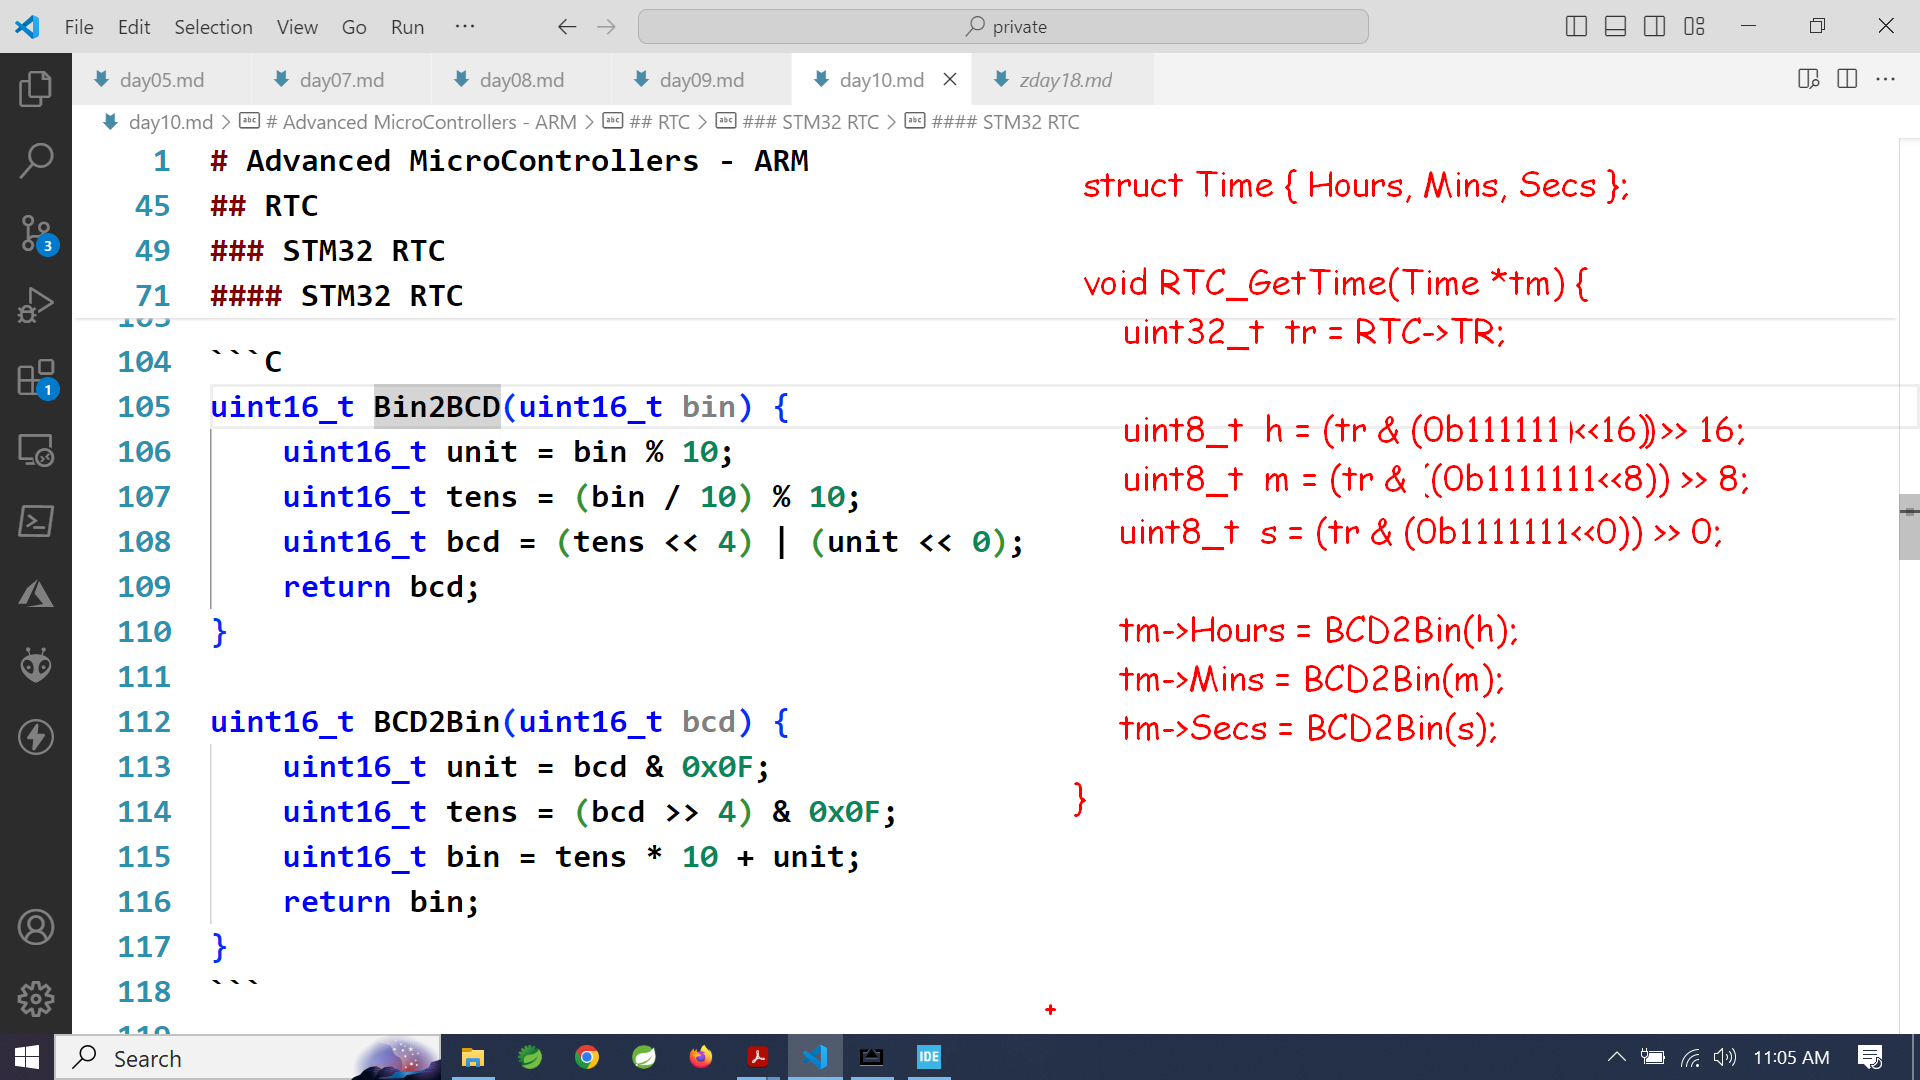 File Edit Selection View Go Run ··· private
day05.md day07.md day08.md day09.md day10.md zday18.md
day10.md > # Advanced MicroControllers - ARM > ## RTC > ### STM32 RTC > #### STM32 RTC
1 # Advanced MicroControllers - ARM
45 ## RTC
49 ### STM32 RTC
71 #### STM32 RTC
104 ```C
105 uint16_t Bin2BCD(uint16_t bin) {
106 uint16_t unit = bin % 10;
107 uint16_t tens = (bin / 10) % 10;
108 uint16_t bcd = (tens << 4) | (unit << 0);
109 return bcd;
110 }
111
112 uint16_t BCD2Bin(uint16_t bcd) {
113 uint16_t unit = bcd & 0x0F;
114 uint16_t tens = (bcd >> 4) & 0x0F;
115 uint16_t bin = tens * 10 + unit;
116 return bin;
117 }
118 ```
struct Time { Hours, Mins, Secs };
void RTC_GetTime(Time *tm) {
uint32_t tr = RTC->TR;
uint8_t h = (tr & (0b111111 )<<16))>> 16;
uint8_t m = (tr & ((0b1111111<<8)) >> 8;
uint8_t s = (tr & (0b1111111<<0)) >> 0;
tm->Hours = BCD2Bin(h);
tm->Mins = BCD2Bin(m);
tm->Secs = BCD2Bin(s);
}
3
1
Search
IDE
11:05 AM